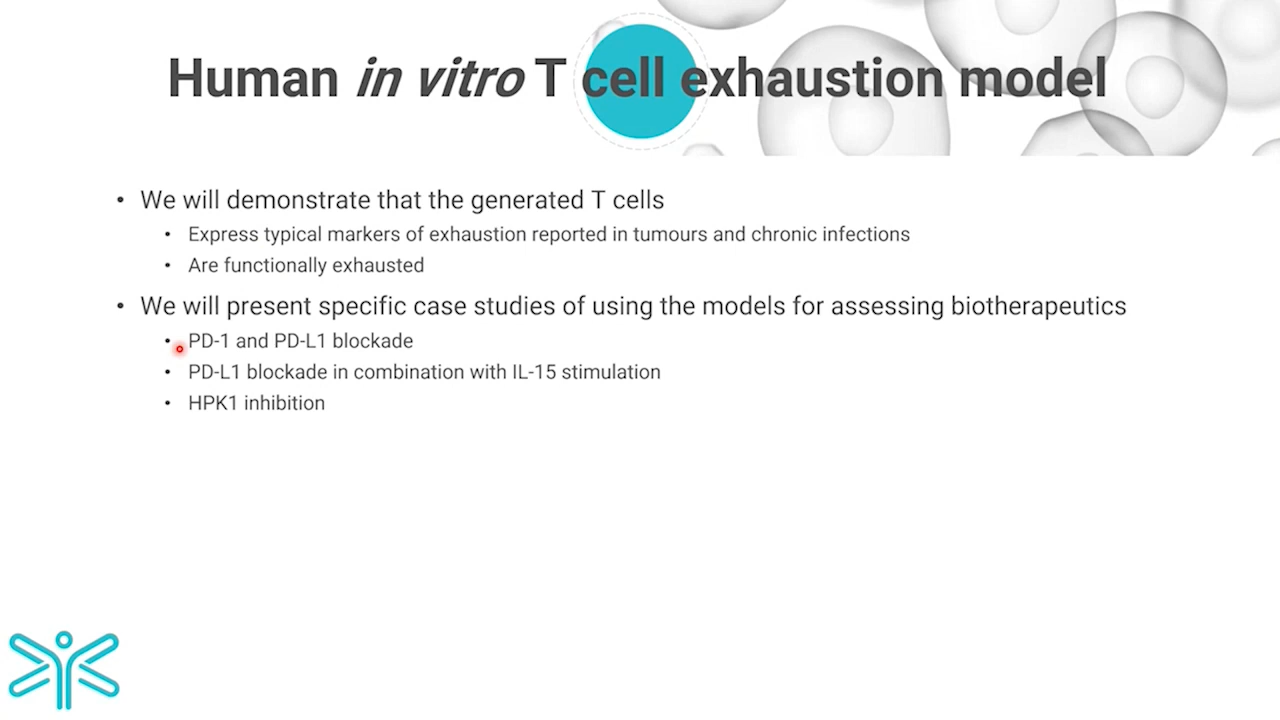 Human in vitro T cell exhaustion model
• We will demonstrate that the generated T cells
• Express typical markers of exhaustion reported in tumours and chronic infections
• Are functionally exhausted
• We will present specific case studies of using the models for assessing biotherapeutics
• PD-1 and PD-L1 blockade
• PD-L1 blockade in combination with IL-15 stimulation
• HPK1 inhibition